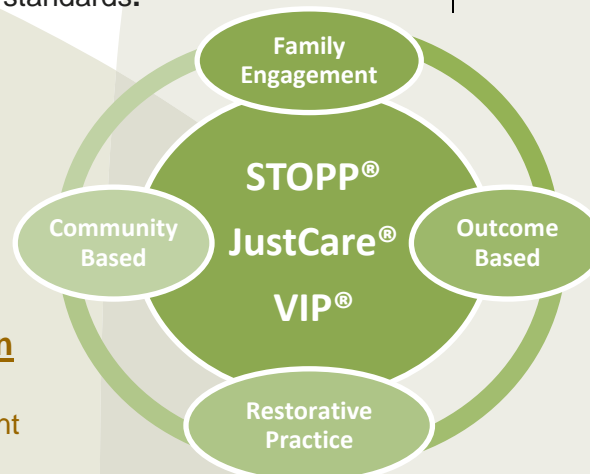 standards.
Family
Engagement
STOPP®
JustCare®
VIP®
Community
Based
Outcome
Based
Restorative
Practice